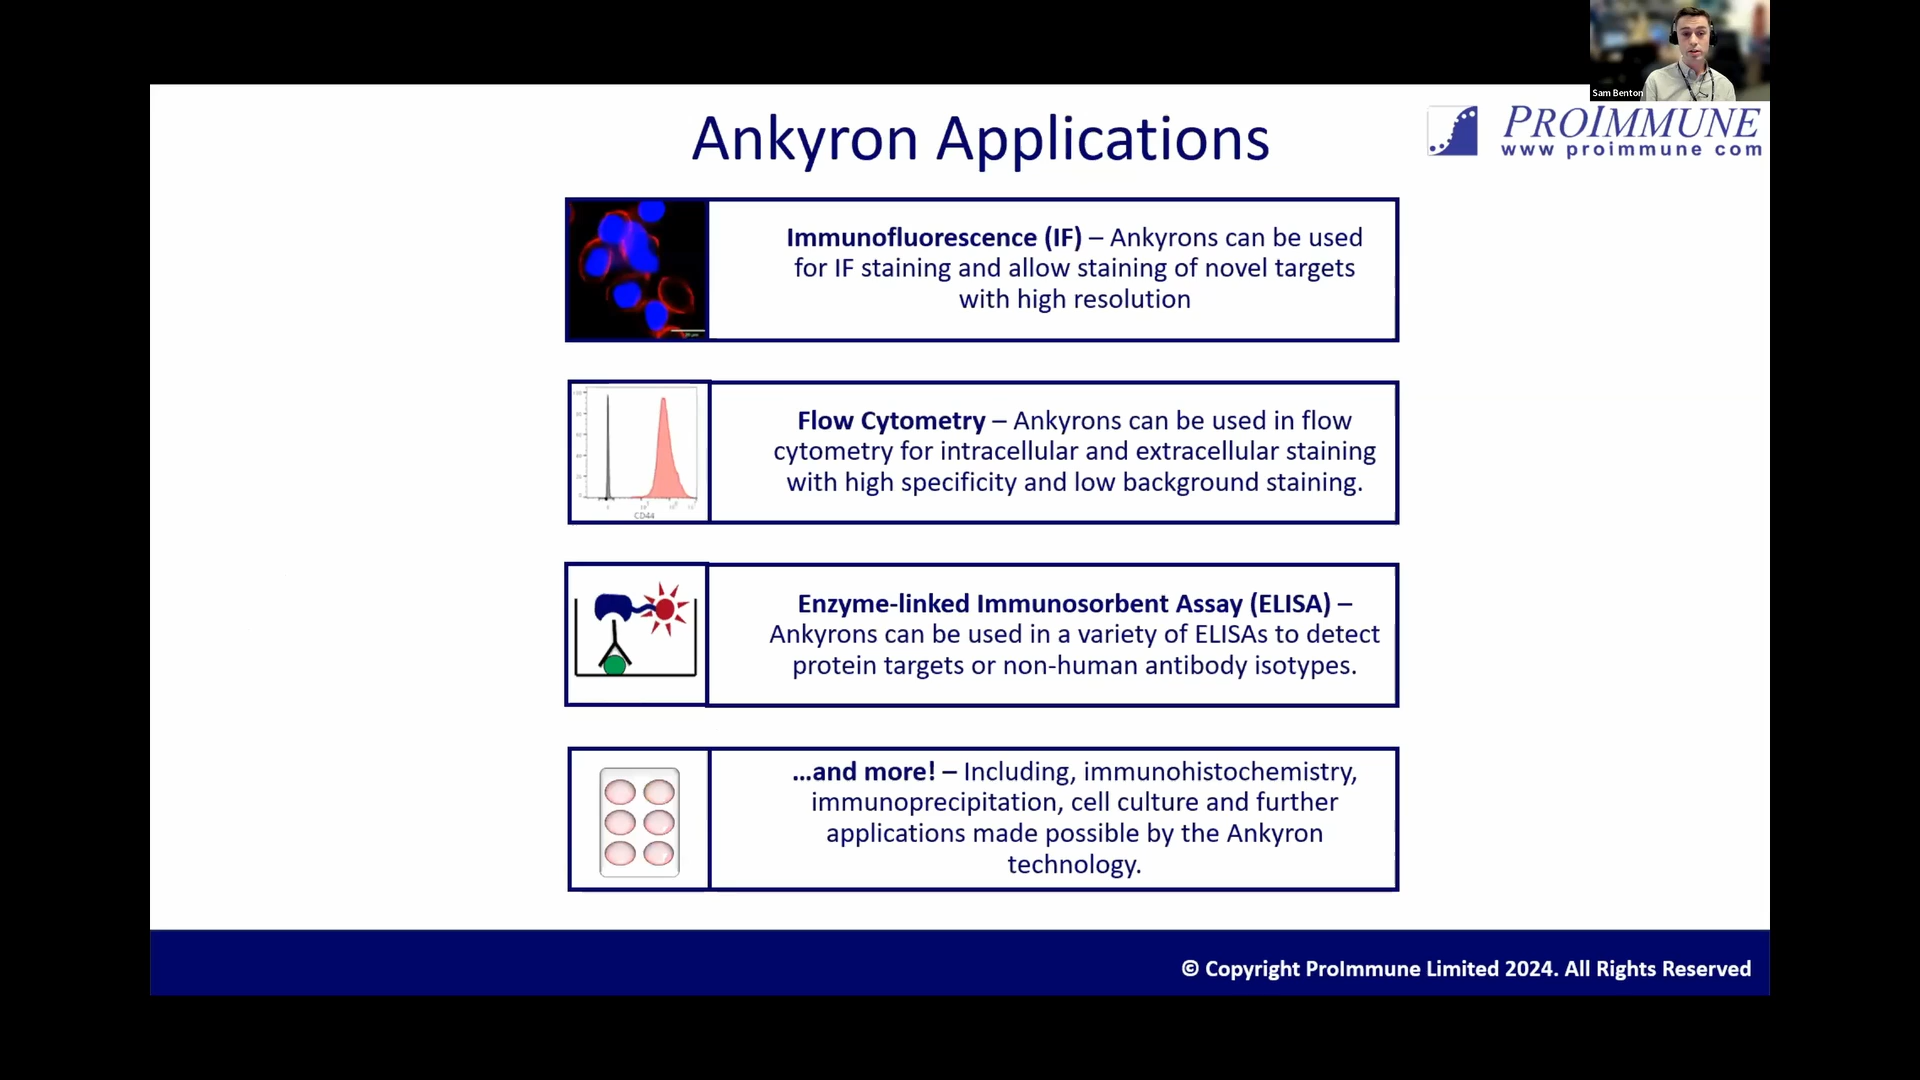 Sam Benton
PROIMMUNE
www proimmune com
Ankyron Applications
Immunofluorescence (IF) – Ankyrons can be used
for IF staining and allow staining of novel targets
with high resolution
Flow Cytometry – Ankyrons can be used in flow
cytometry for intracellular and extracellular staining
with high specificity and low background staining.
CD44
Enzyme-linked Immunosorbent Assay (ELISA) –
Ankyrons can be used in a variety of ELISAs to detect
protein targets or non-human antibody isotypes.
...and more! – Including, immunohistochemistry,
immunoprecipitation, cell culture and further
applications made possible by the Ankyron
technology.
© Copyright ProImmune Limited 2024. All Rights Reserved